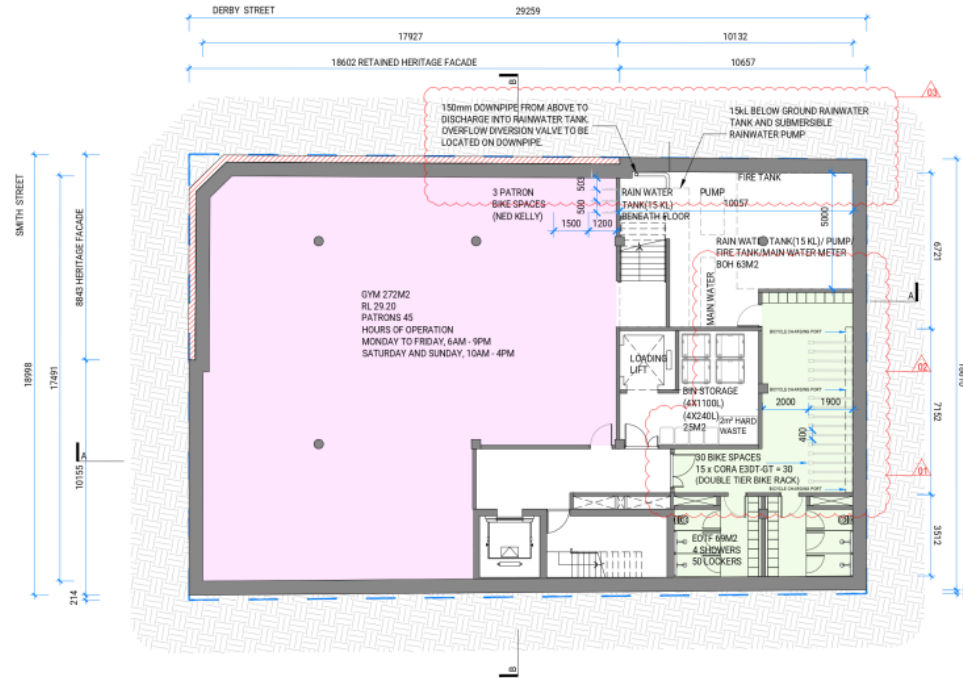 DERBY STREET
29259
17927
10132
18602 RETAINED HERITAGE FACADE
10657
B
03
150mm DOWNPIPE FROM ABOVE TO
DISCHARGE INTO RAINWATER TANK.
OVERFLOW DIVERSION VALVE TO BE
LOCATED ON DOWNPIPE.
15kL BELOW GROUND RAINWATER
TANK AND SUBMERSIBLE
RAINWATER PUMP
SMITH STREET
8843 HERITAGE FACADE
18998
17491
10155
214
3 PATRON
BIKE SPACES
(NED KELLY)
503
500
1500
1200
RAIN WATER
TANK(15 KL)
BENEATH FLOOR
PUMP
FIRE TANK
10057
5000
RAIN WATER TANK(15 KL)/ PUMP/
FIRE TANK/MAIN WATER METER
BOH 63M2
MAIN WATER
6721
A
GYM 272M2
RL 29.20
PATRONS 45
HOURS OF OPERATION
MONDAY TO FRIDAY, 6AM - 9PM
SATURDAY AND SUNDAY, 10AM - 4PM
LOADING
LIFT
BIN STORAGE
(4X1100L)
(4X240L)
25M2
2m² HARD
WASTE
BICYCLE CHARGING PORT
BICYCLE CHARGING PORT
2000
1900
400
02
7152
A
30 BIKE SPACES
15 x CORA E3DT-GT = 30
(DOUBLE TIER BIKE RACK)
BICYCLE CHARGING PORT
01
EOTF 69M2
4 SHOWERS
50 LOCKERS
3512
B